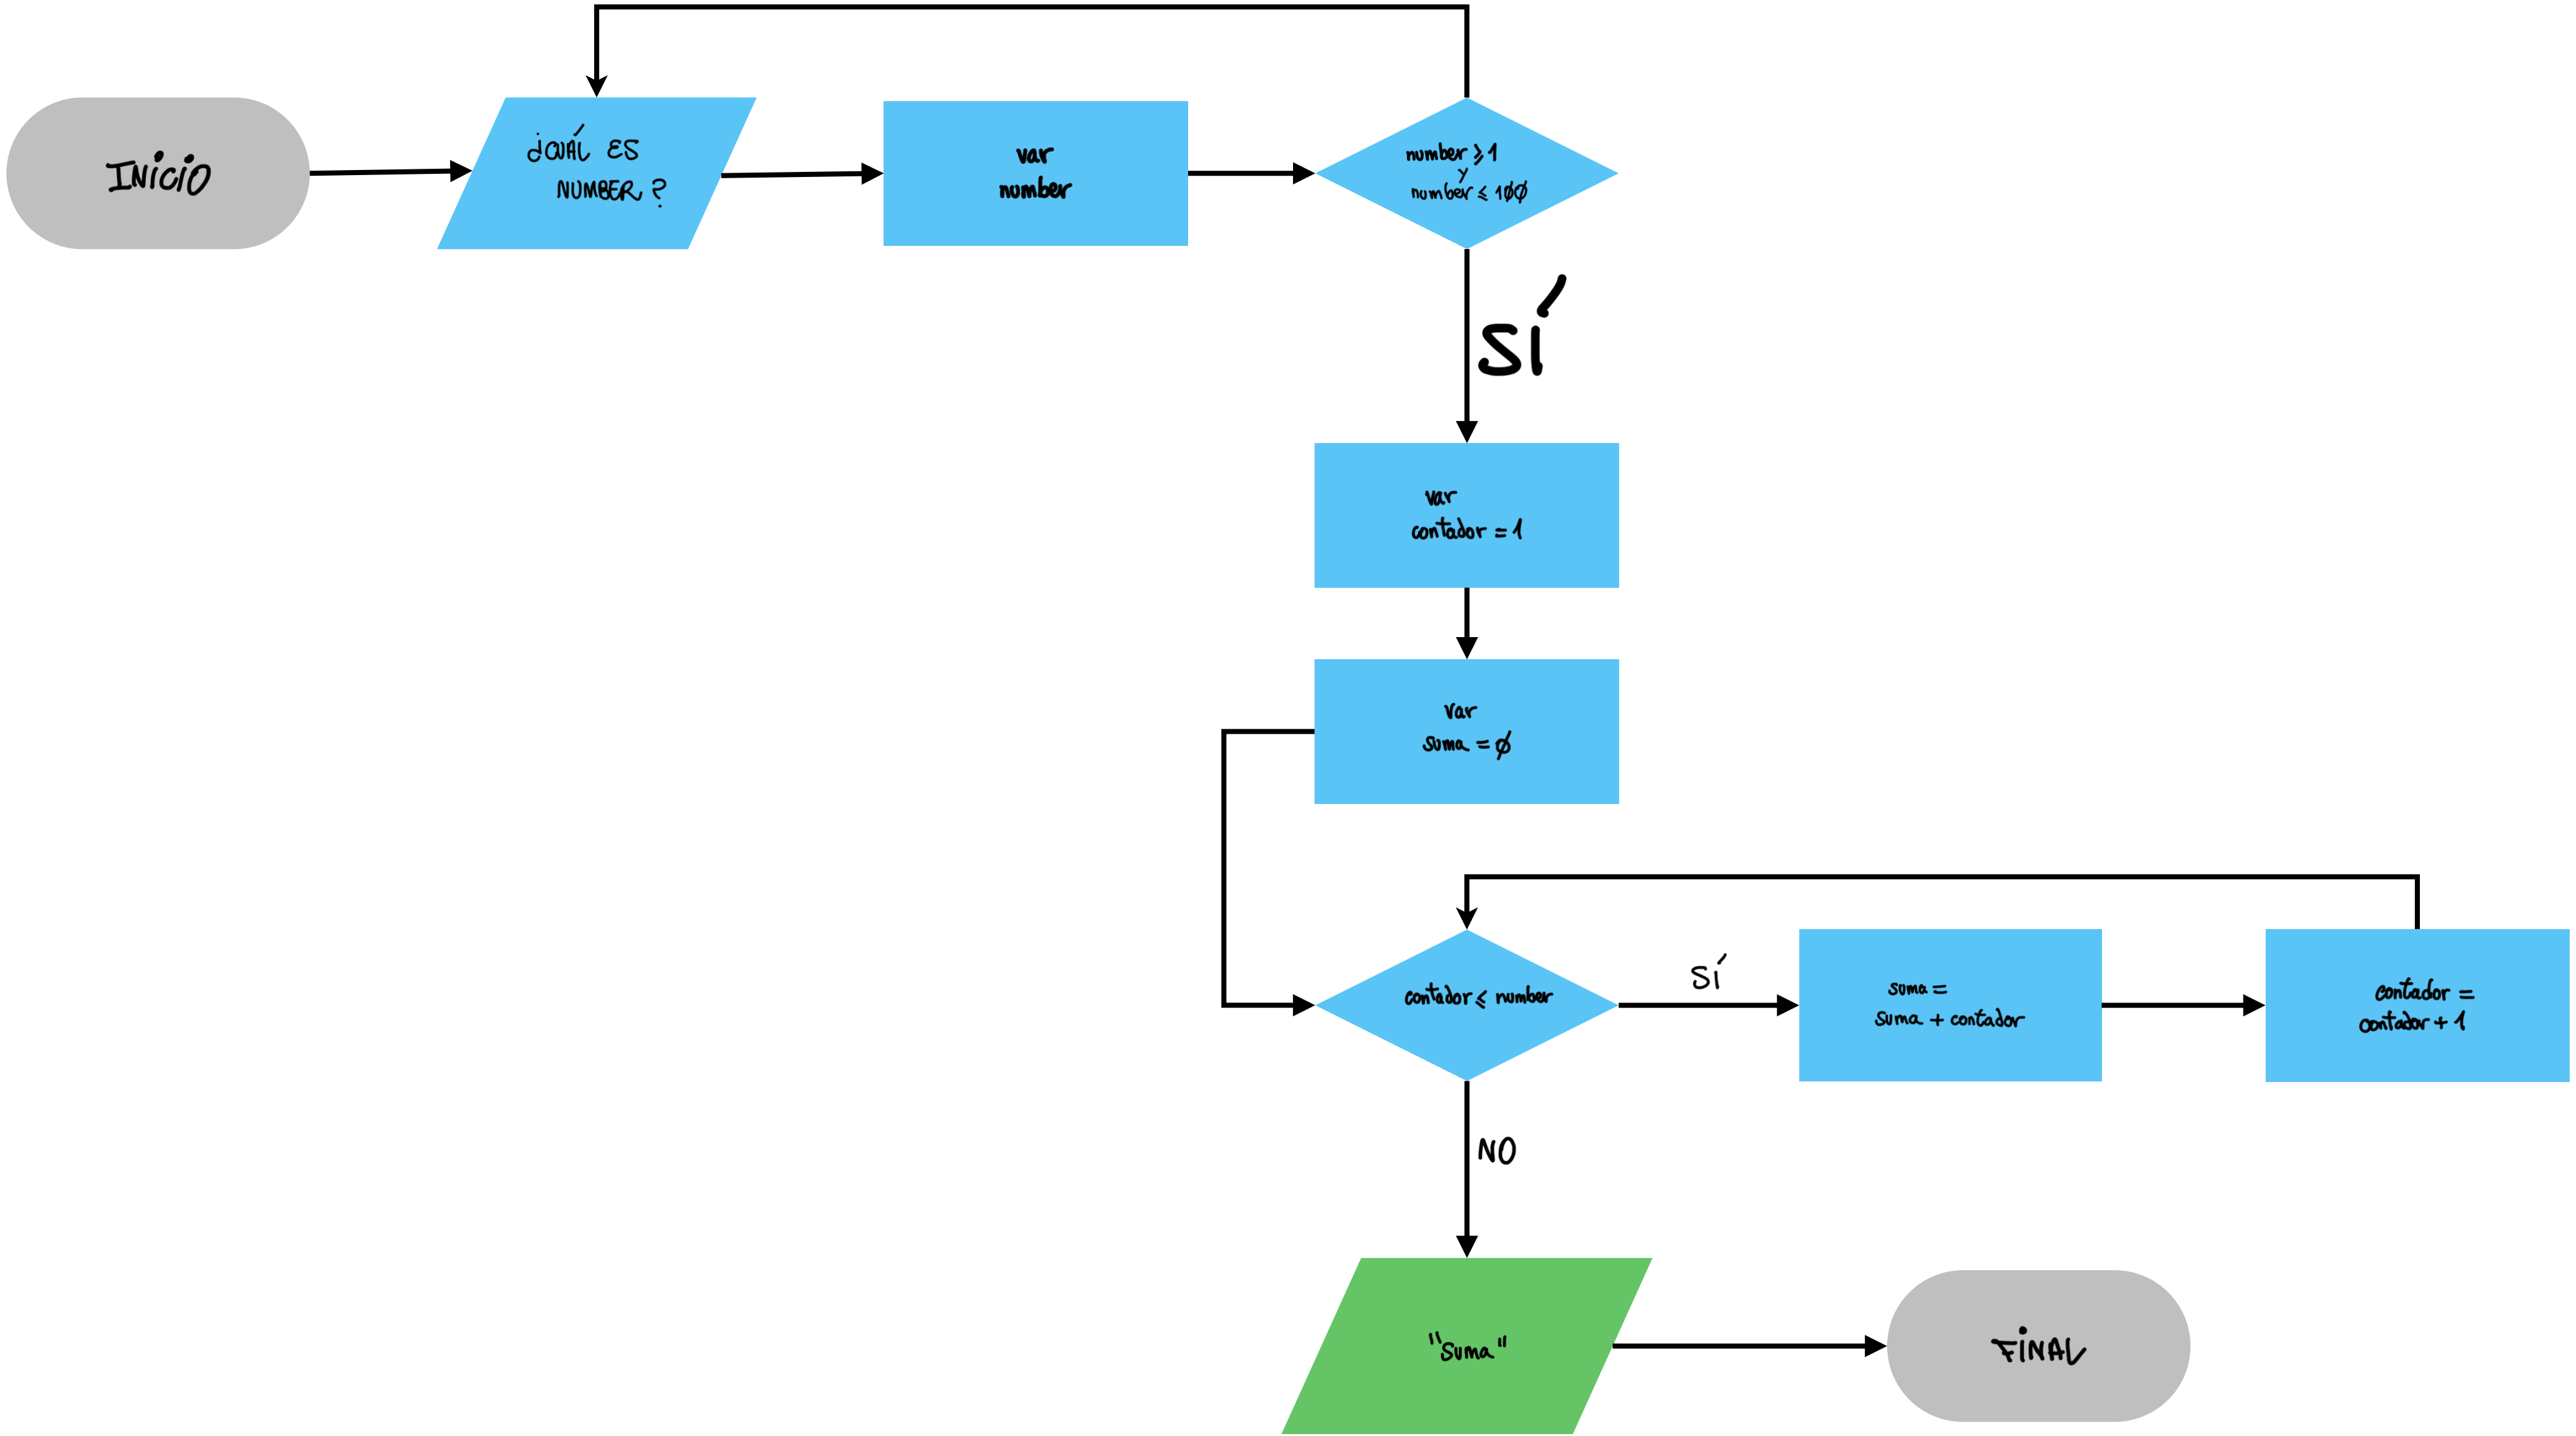 INICIO
¿CUÁL ES
NUMBER?
var
number
number ≥ 1
y
number ≤ 100
SÍ
var
contador = 1
var
suma = 0
contador ≤ number
SÍ
suma =
suma + contador
contador =
contador + 1
NO
"suma"
FINAL